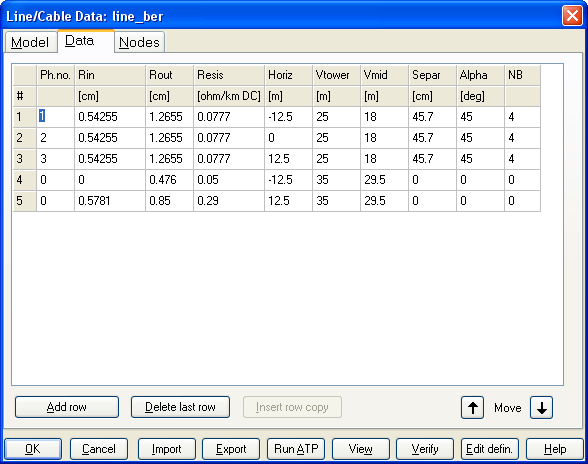 Line/Cable Data: line_ber
Model Data Nodes
Ph.no. Rin Rout Resis Horiz Vtower Vmid Separ Alpha NB
# [cm] [cm] [ohm/km DC] [m] [m] [m] [cm] [deg]
1 1 0.54255 1.2655 0.0777 -12.5 25 18 45.7 45 4
2 2 0.54255 1.2655 0.0777 0 25 18 45.7 45 4
3 3 0.54255 1.2655 0.0777 12.5 25 18 45.7 45 4
4 0 0 0.476 0.05 -12.5 35 29.5 0 0 0
5 0 0.5781 0.85 0.29 12.5 35 29.5 0 0 0
Add row Delete last row Insert row copy Move
OK Cancel Import Export Run ATP View Verify Edit defin. Help